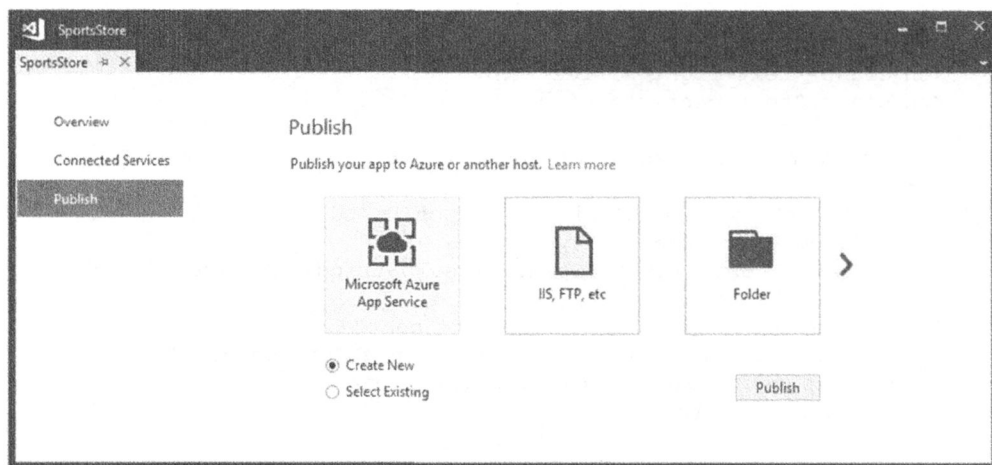 SportsStore
SportsStore
Overview
Connected Services
Publish
Publish
Publish your app to Azure or another host. Learn more
Microsoft Azure
App Service
IIS, FTP, etc
Folder
Create New
Select Existing
Publish